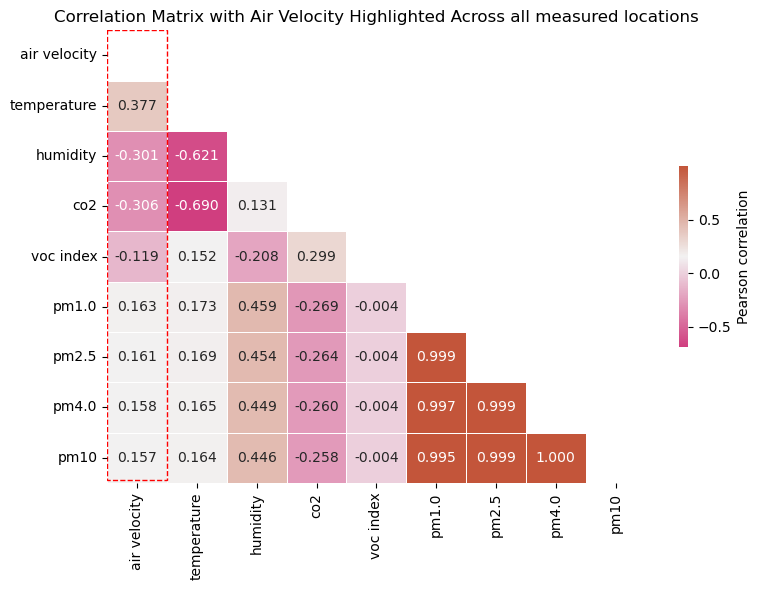 Correlation Matrix with Air Velocity Highlighted Across all measured locations
air velocity
temperature 0.377
humidity -0.301 -0.621
co2 -0.306 -0.690 0.131
voc index -0.119 0.152 -0.208 0.299
pm1.0 0.163 0.173 0.459 -0.269 -0.004
pm2.5 0.161 0.169 0.454 -0.264 -0.004 0.999
pm4.0 0.158 0.165 0.449 -0.260 -0.004 0.997 0.999
pm10 0.157 0.164 0.446 -0.258 -0.004 0.995 0.999 1.000
air velocity temperature humidity co2 voc index pm1.0 pm2.5 pm4.0 pm10
0.5
0.0
−0.5
Pearson correlation